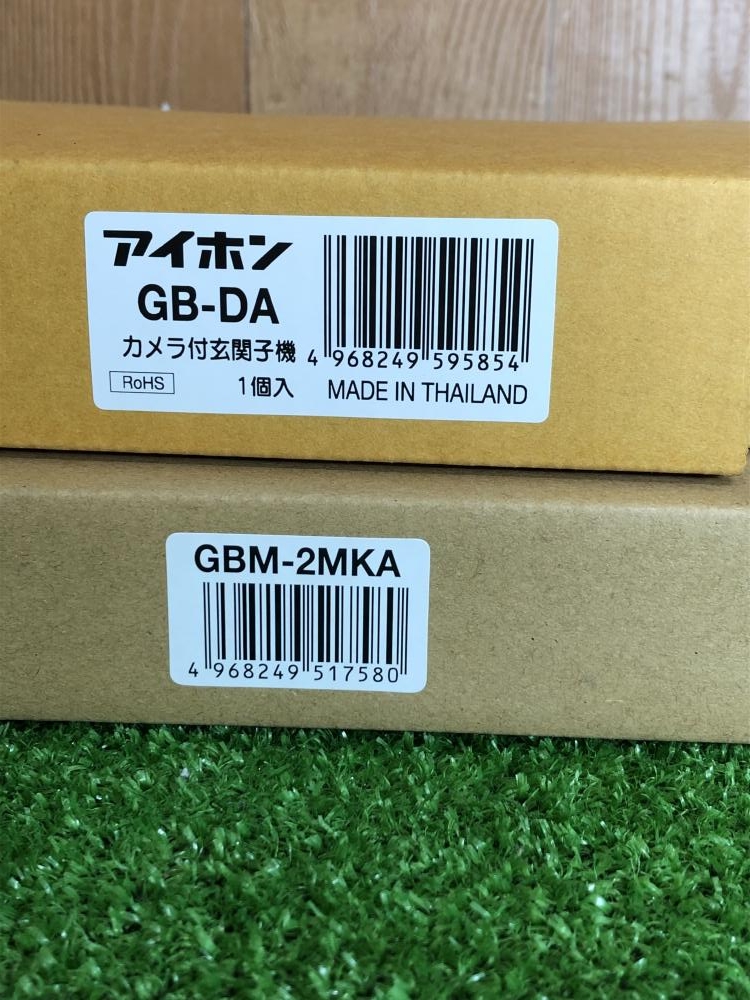 アイホン
GB-DA
カメラ付玄関子機
4 968249 595854
RoHS
1個入
MADE IN THAILAND
GBM-2MKA
4 968249 517580